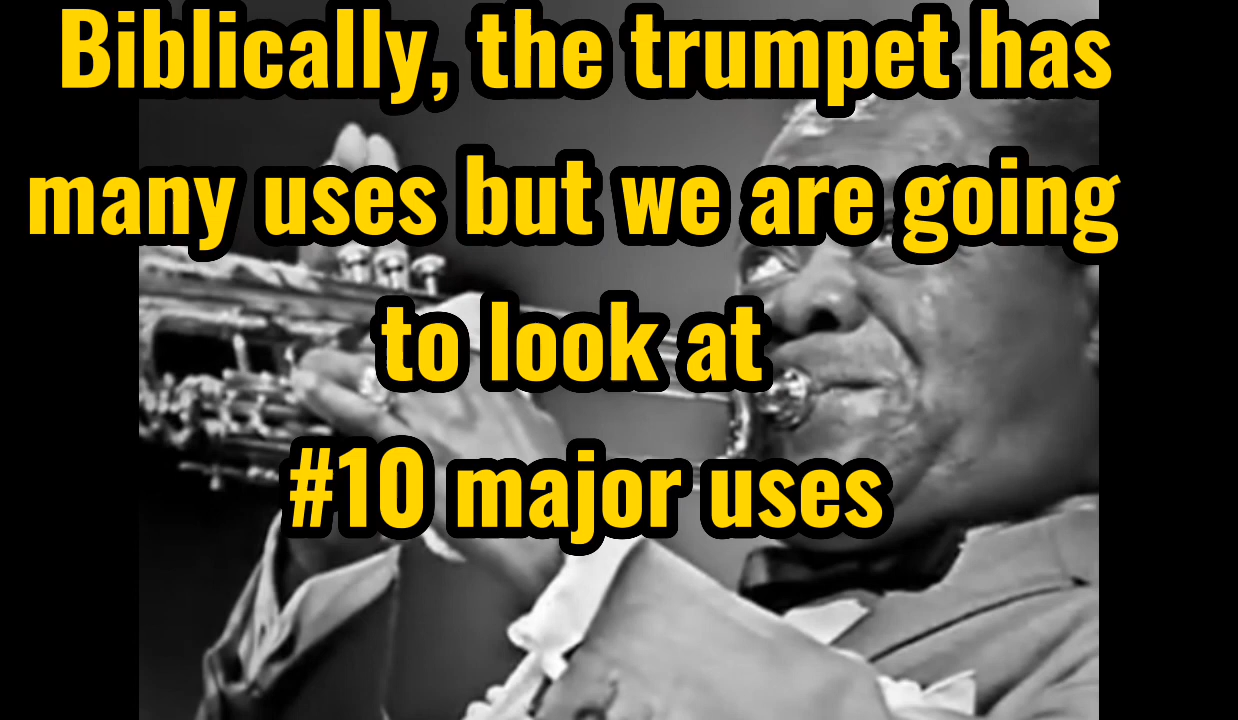 Biblically, the trumpet has
many uses but we are going
to look at
#10 major uses